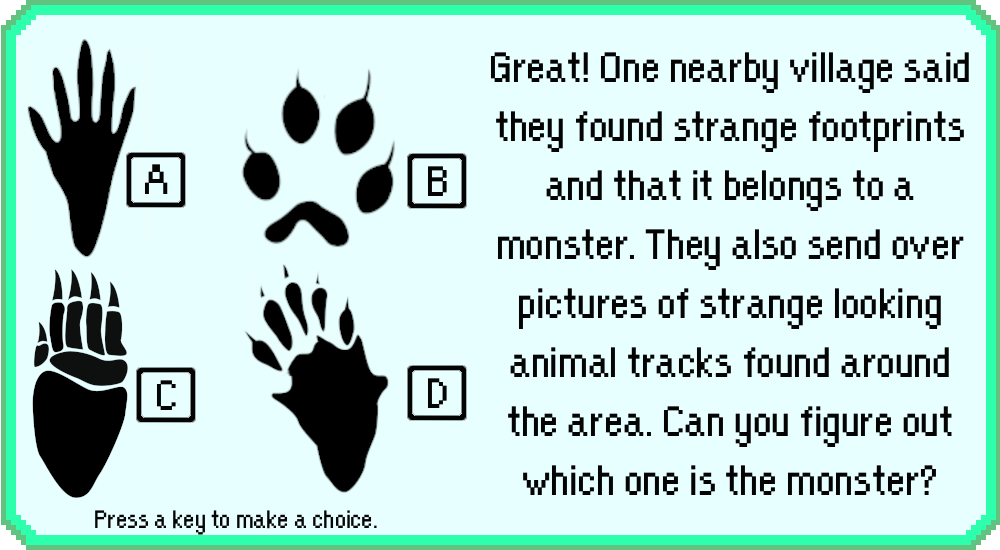 Great! One nearby village said
they found strange footprints
and that it belongs to a
monster. They also send over
pictures of strange looking
animal tracks found around
the area. Can you figure out
which one is the monster?
A
B
C
D
Press a key to make a choice.